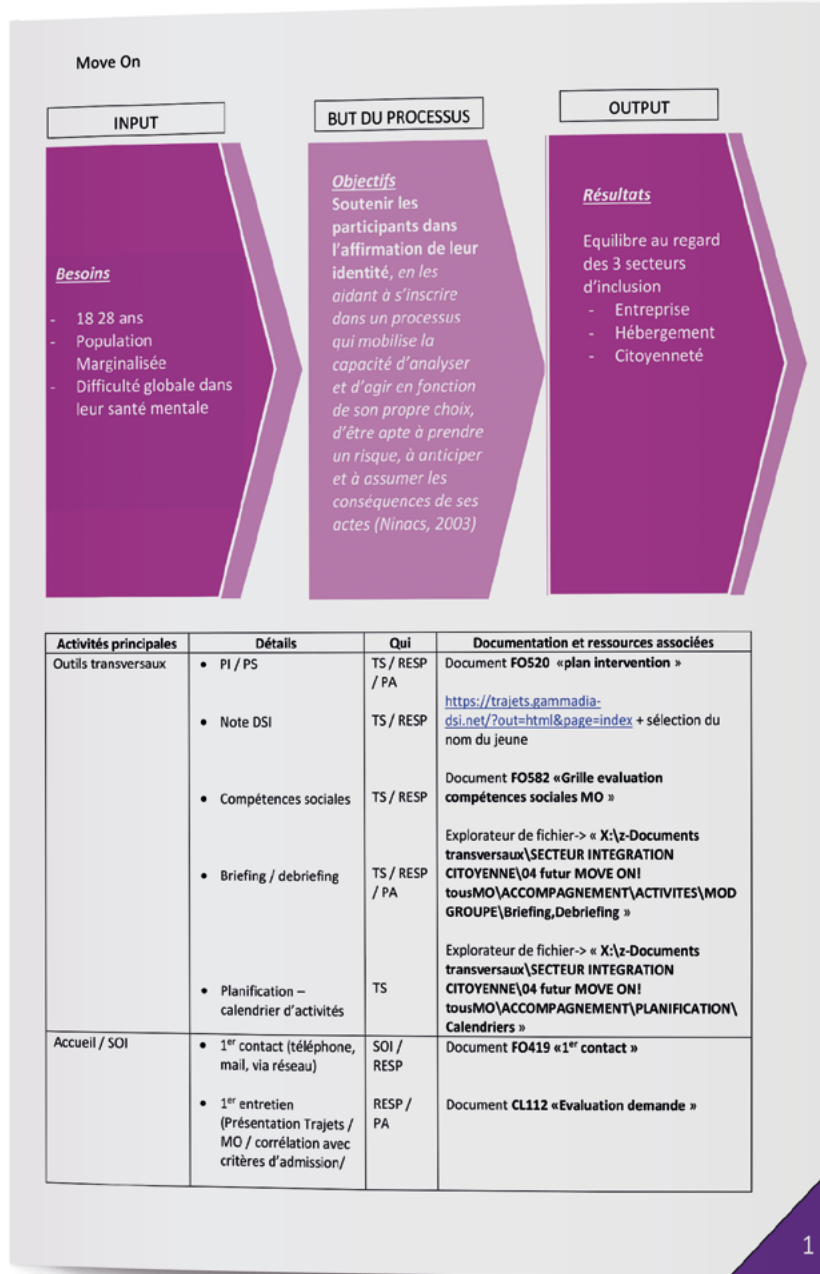 Move On
INPUT
BUT DU PROCESSUS
OUTPUT
Besoins
- 18 28 ans
- Population
Marginalisée
- Difficulté globale dans
leur santé mentale
Objectifs
Soutenir les
participants dans
l'affirmation de leur
identité, en les
aidant à s'inscrire
dans un processus
qui mobilise la
capacité d'analyser
et d'agir en fonction
de son propre choix,
d'être apte à prendre
un risque, à anticiper
et à assumer les
conséquences de ses
actes (Ninacs, 2003)
Résultats
Equilibre au regard
des 3 secteurs
d'inclusion
- Entreprise
- Hébergement
- Citoyenneté
Activités principales
Détails
Qui
Documentation et ressources associées
Outils transversaux
• PI / PS
TS / RESP
/ PA
Document FO520 «plan intervention »
• Note DSI
TS / RESP
https://trajets.gammadia-
dsi.net/?out=html&page=index + sélection du
nom du jeune
• Compétences sociales
TS / RESP
Document FO582 «Grille evaluation
compétences sociales MO »
• Briefing / debriefing
TS / RESP
/ PA
Explorateur de fichier-> « X:\z-Documents
transversaux\SECTEUR INTEGRATION
CITOYENNE\04 futur MOVE ON!
tousMO\ACCOMPAGNEMENT\ACTIVITES\MOD
GROUPE\Briefing,Debriefing »
• Planification –
calendrier d'activités
TS
Explorateur de fichier-> « X:\z-Documents
transversaux\SECTEUR INTEGRATION
CITOYENNE\04 futur MOVE ON!
tousMO\ACCOMPAGNEMENT\PLANIFICATION\
Calendriers »
Accueil / SOI
• 1er contact (téléphone,
mail, via réseau)
SOI /
RESP
Document FO419 «1er contact »
• 1er entretien
(Présentation Trajets /
MO / corrélation avec
critères d'admission/
RESP /
PA
Document CL112 «Evaluation demande »
1